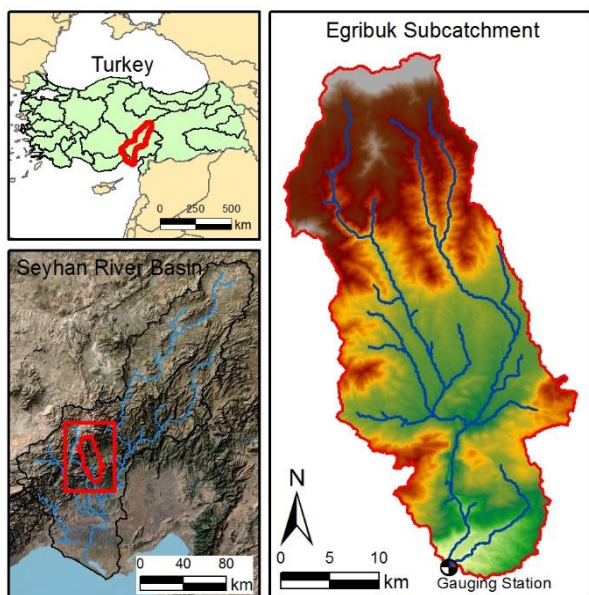 Turkey
0 250 500
km
Seyhan River Basin
0 40 80
km
Egribuk Subcatchment
N
0 5 10
km
Gauging Station